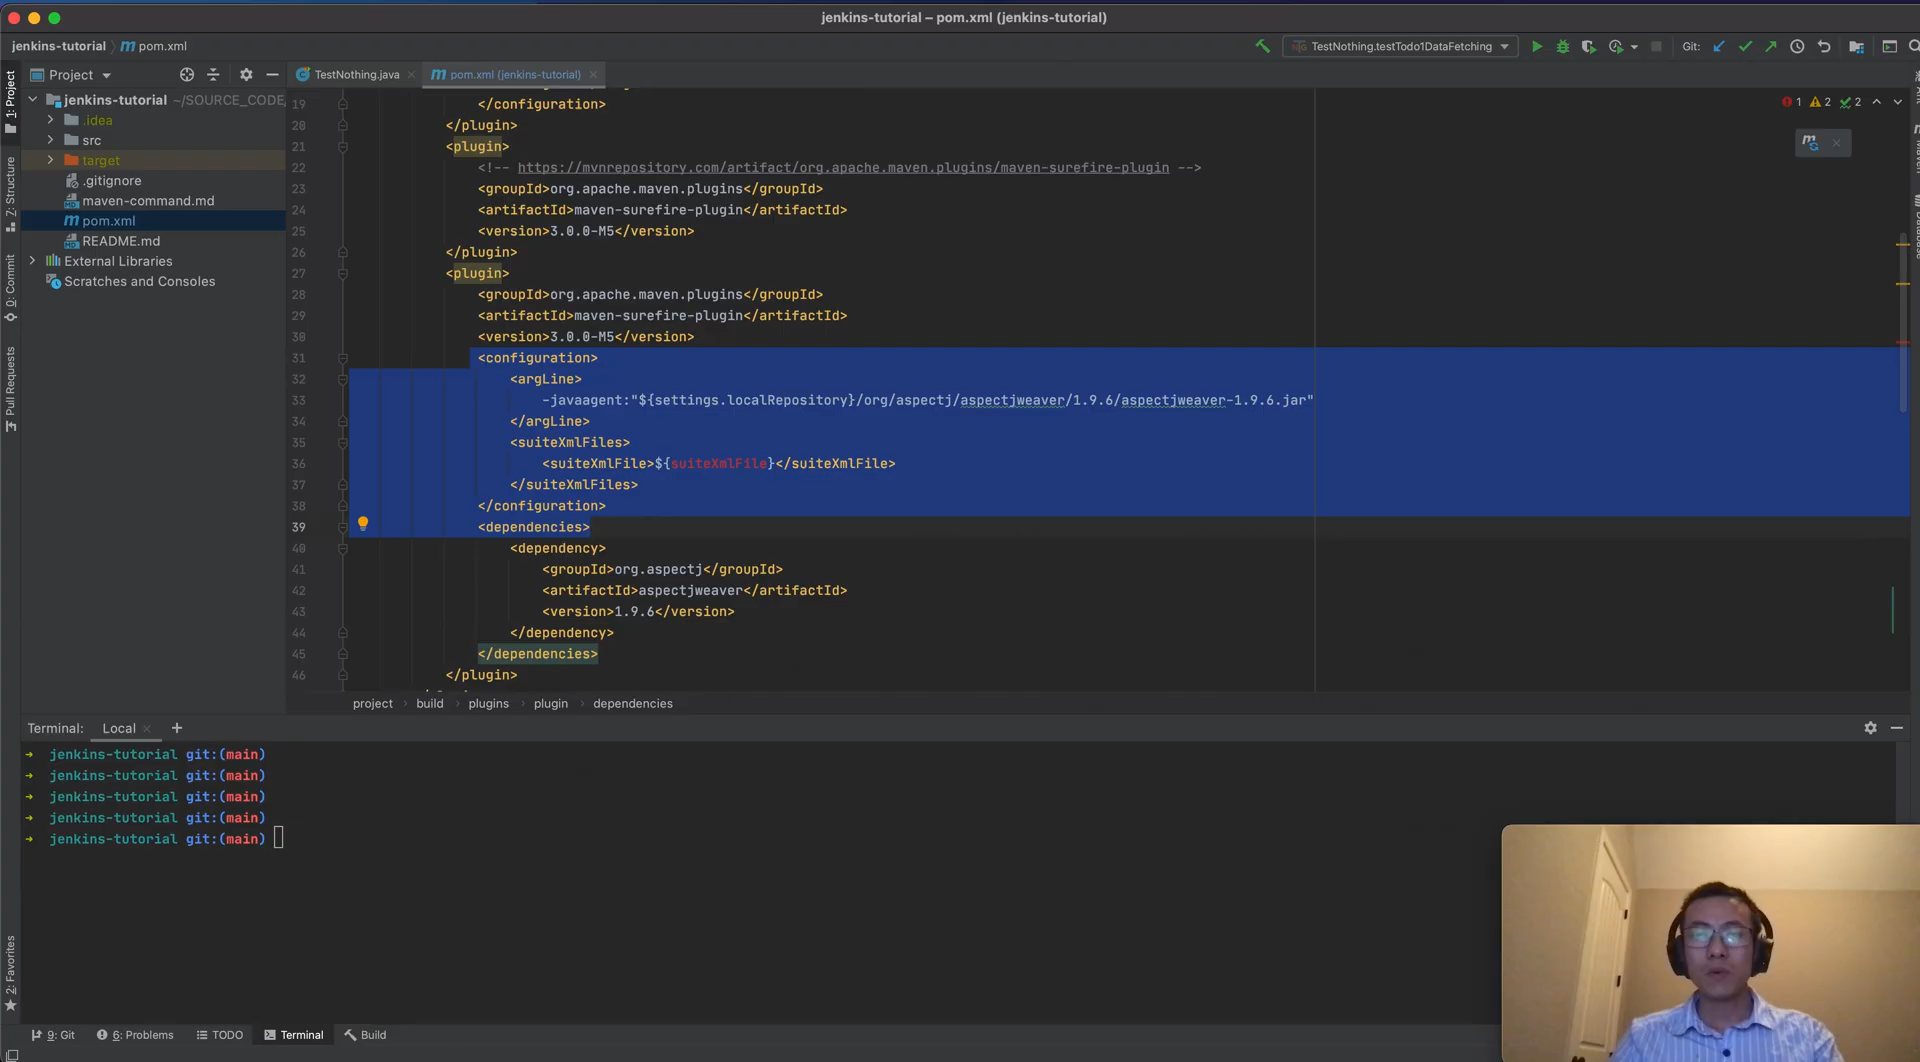 jenkins-tutorial – pom.xml (jenkins-tutorial)
jenkins-tutorial
pom.xml
TestNothing.testTodo1DataFetching
Git:
Project
TestNothing.java
pom.xml (jenkins-tutorial)
1: Project
Z: Structure
0: Commit
Pull Requests
2: Favorites
jenkins-tutorial ~/SOURCE_CODE
.idea
src
target
.gitignore
maven-command.md
pom.xml
README.md
External Libraries
Scratches and Consoles
1 2 2
19 </configuration>
20 </plugin>
21 <plugin>
22 <!-- https://mvnrepository.com/artifact/org.apache.maven.plugins/maven-surefire-plugin -->
23 <groupId>org.apache.maven.plugins</groupId>
24 <artifactId>maven-surefire-plugin</artifactId>
25 <version>3.0.0-M5</version>
26 </plugin>
27 <plugin>
28 <groupId>org.apache.maven.plugins</groupId>
29 <artifactId>maven-surefire-plugin</artifactId>
30 <version>3.0.0-M5</version>
31 <configuration>
32 <argLine>
33 -javaagent:"${settings.localRepository}/org/aspectj/aspectjweaver/1.9.6/aspectjweaver-1.9.6.jar"
34 </argLine>
35 <suiteXmlFiles>
36 <suiteXmlFile>${suiteXmlFile}</suiteXmlFile>
37 </suiteXmlFiles>
38 </configuration>
39 <dependencies>
40 <dependency>
41 <groupId>org.aspectj</groupId>
42 <artifactId>aspectjweaver</artifactId>
43 <version>1.9.6</version>
44 </dependency>
45 </dependencies>
46 </plugin>
project build plugins plugin dependencies
Terminal: Local
jenkins-tutorial git:(main)
jenkins-tutorial git:(main)
jenkins-tutorial git:(main)
jenkins-tutorial git:(main)
jenkins-tutorial git:(main)
9: Git
6: Problems
TODO
Terminal
Build